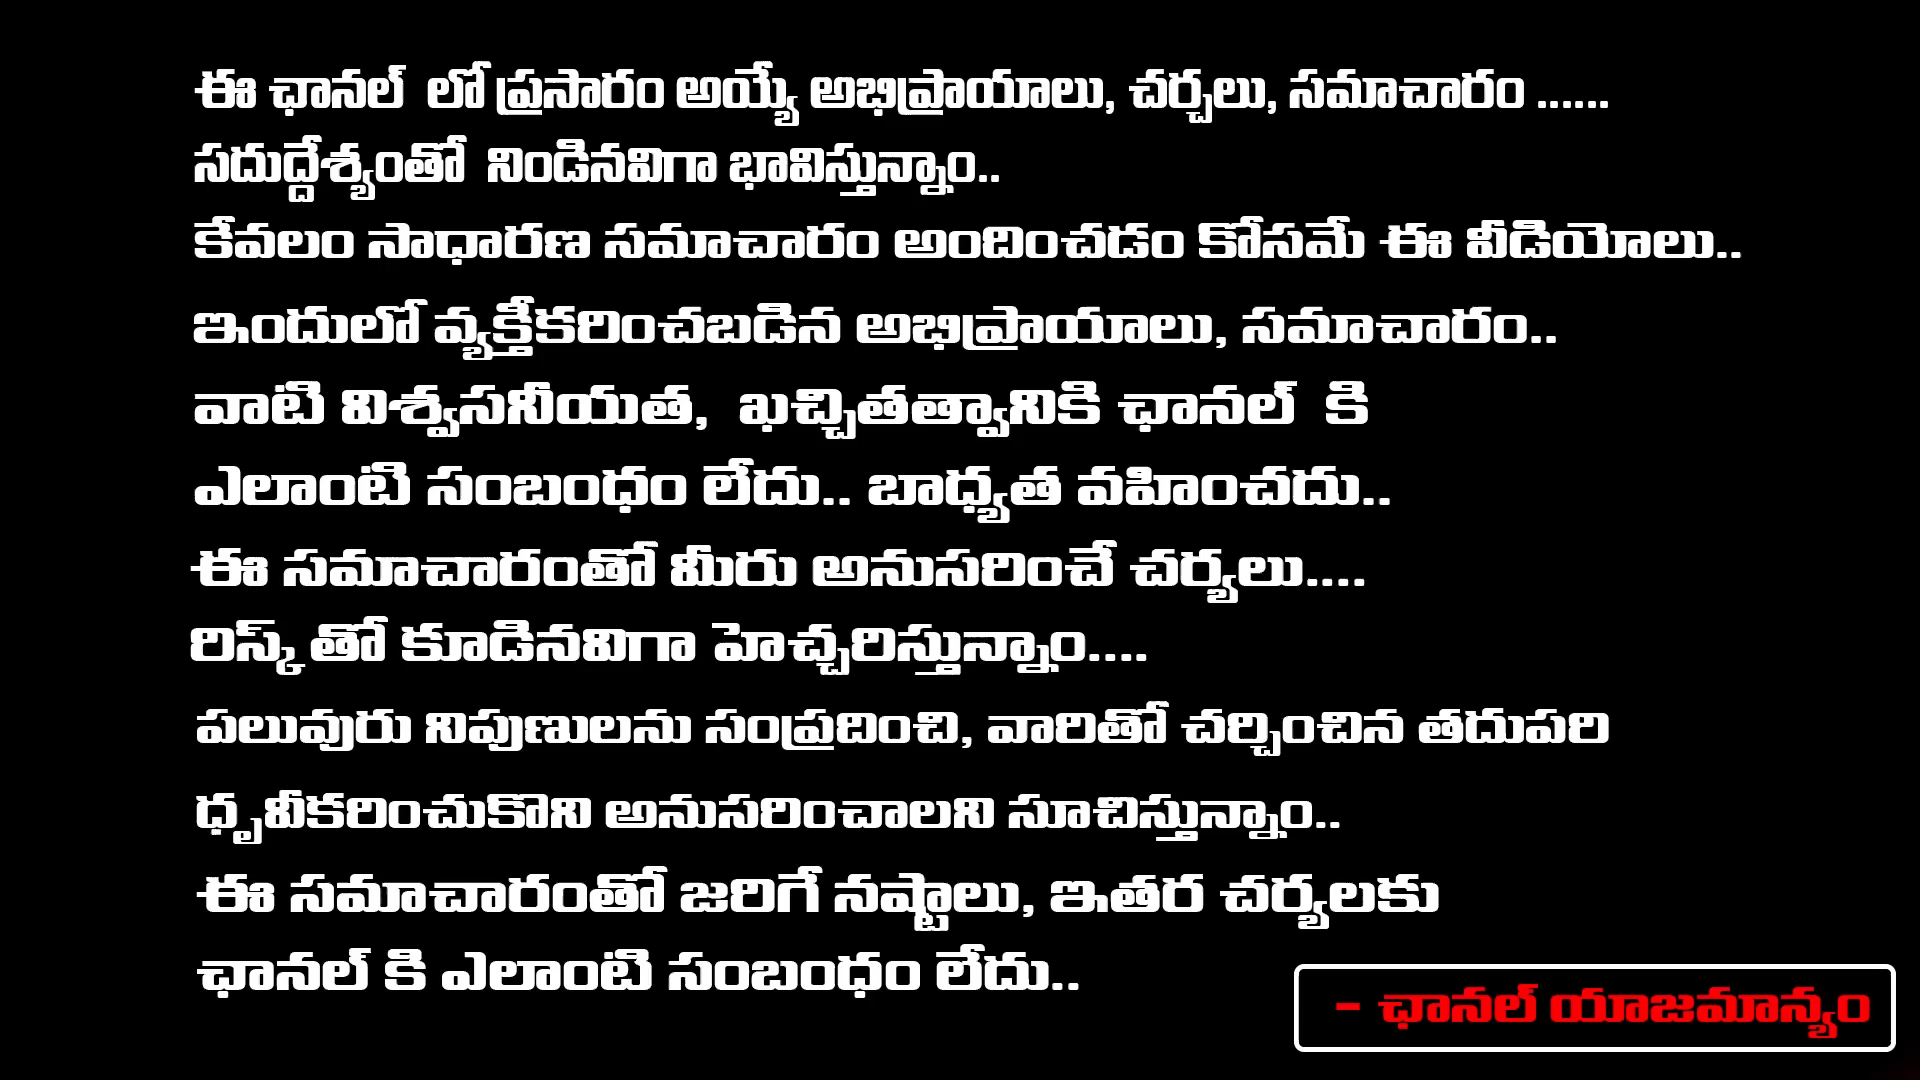 ఈ ఛానల్ లో ప్రసారం అయ్యే అభిప్రాయాలు, చర్చలు, సమాచారం ......
సదుద్దేశ్యంతో నిండినవిగా భావిస్తున్నాం..
కేవలం సాధారణ సమాచారం అందించడం కోసమే ఈ వీడియోలు..
ఇందులో వ్యక్తీకరించబడిన అభిప్రాయాలు, సమాచారం..
వాటి విశ్వసనీయత, ఖచ్చితత్వానికి ఛానల్ కి
ఎలాంటి సంబంధం లేదు.. బాధ్యత వహించదు..
ఈ సమాచారంతో మీరు అనుసరించే చర్యలు....
రిస్క్ తో కూడినవిగా హెచ్చరిస్తున్నాం....
పలువురు నిపుణులను సంప్రదించి, వారితో చర్చించిన తదుపరి
ధృవీకరించుకొని అనుసరించాలని సూచిస్తున్నాం..
ఈ సమాచారంతో జరిగే నష్టాలు, ఇతర చర్యలకు
ఛానల్ కి ఎలాంటి సంబంధం లేదు..
- ఛానల్ యాజమాన్యం